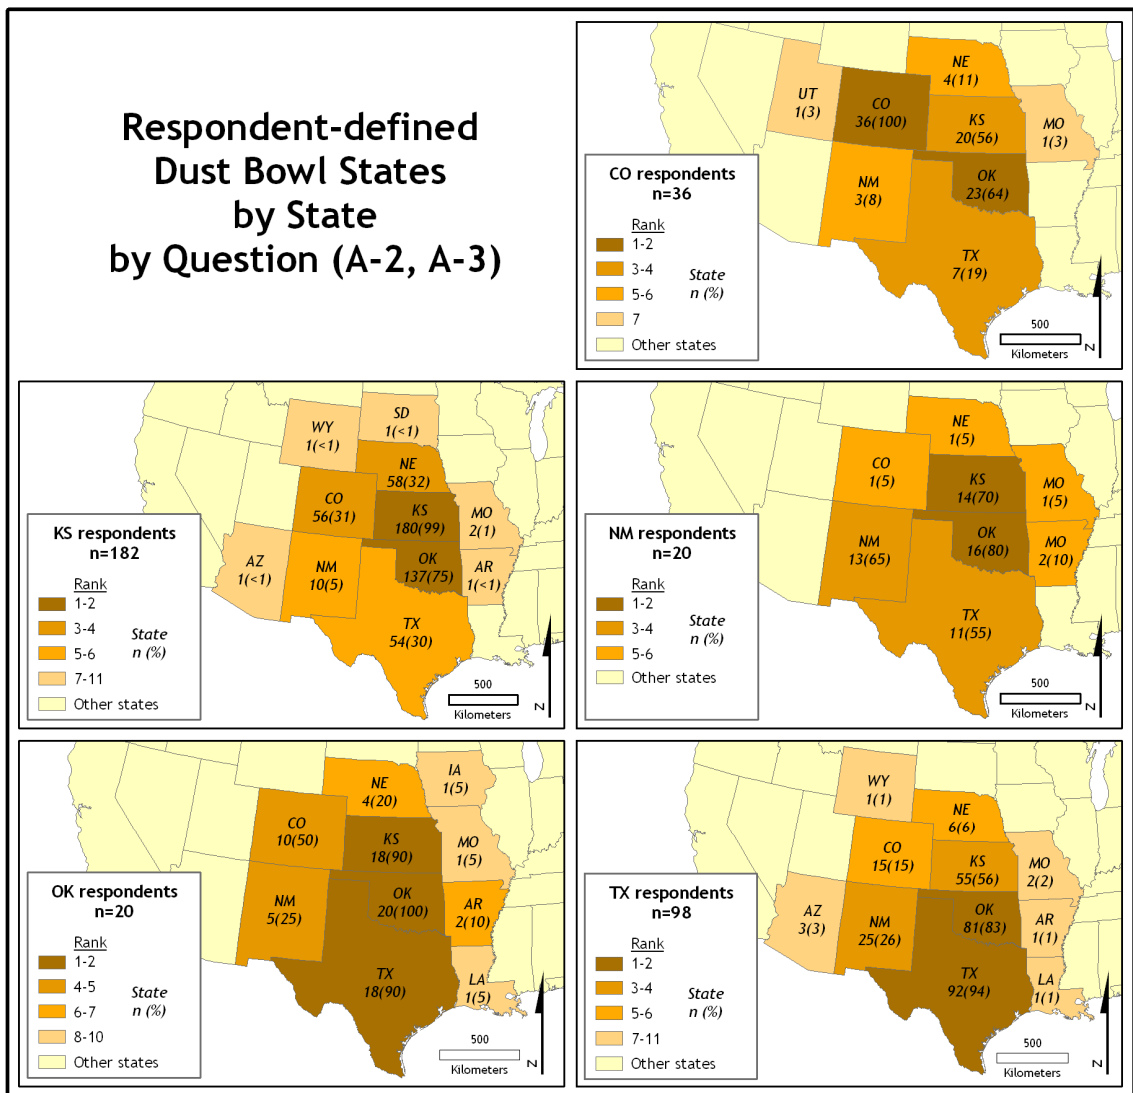 Respondent-defined
Dust Bowl States
by State
by Question (A-2, A-3)
NE
4(11)
UT
1(3)
CO
36(100)
KS
20(56)
MO
1(3)
NM
3(8)
OK
23(64)
TX
7(19)
CO respondents
n=36
Rank
1-2
3-4
5-6
7
Other states
State
n (%)
500
Kilometers
N
WY
1(<1)
SD
1(<1)
NE
58(32)
CO
56(31)
KS
180(99)
MO
2(1)
AZ
1(<1)
NM
10(5)
OK
137(75)
AR
1(<1)
TX
54(30)
KS respondents
n=182
Rank
1-2
3-4
5-6
7-11
Other states
State
n (%)
500
Kilometers
N
NE
1(5)
CO
1(5)
KS
14(70)
MO
1(5)
NM
13(65)
OK
16(80)
MO
2(10)
TX
11(55)
NM respondents
n=20
Rank
1-2
3-4
5-6
Other states
State
n (%)
500
Kilometers
N
NE
4(20)
IA
1(5)
CO
10(50)
KS
18(90)
MO
1(5)
NM
5(25)
OK
20(100)
AR
2(10)
TX
18(90)
LA
1(5)
OK respondents
n=20
Rank
1-2
4-5
6-7
8-10
Other states
State
n (%)
500
Kilometers
N
WY
1(1)
NE
6(6)
CO
15(15)
KS
55(56)
MO
2(2)
AZ
3(3)
NM
25(26)
OK
81(83)
AR
1(1)
TX
92(94)
LA
1(1)
TX respondents
n=98
Rank
1-2
3-4
5-6
7-11
Other states
State
n (%)
500
Kilometers
N